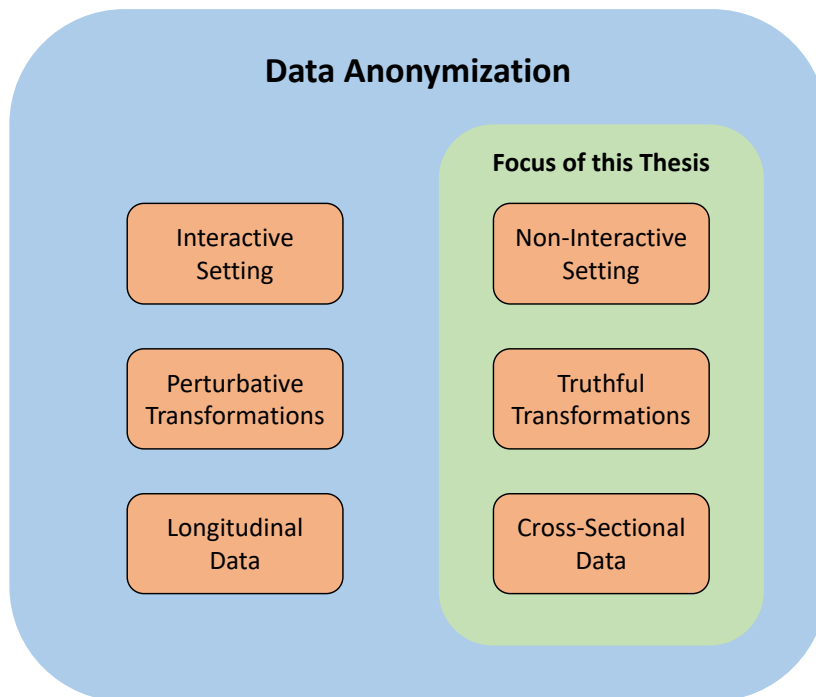 Data Anonymization
Focus of this Thesis
Interactive
Setting
Non-Interactive
Setting
Perturbative
Transformations
Truthful
Transformations
Longitudinal
Data
Cross-Sectional
Data